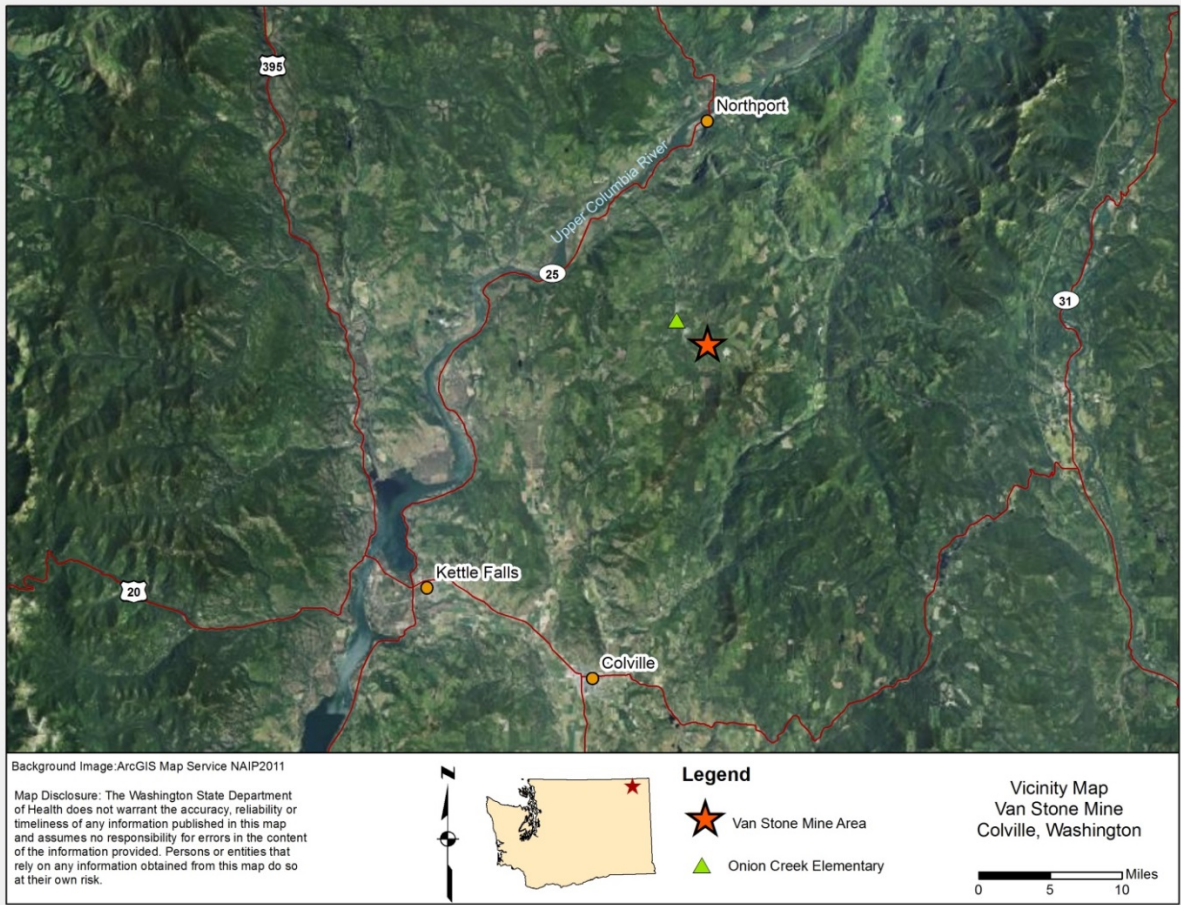 395
Northport
Upper Columbia River
25
31
Kettle Falls
20
Colville
Background Image:ArcGIS Map Service NAIP2011
Map Disclosure: The Washington State Department
of Health does not warrant the accuracy, reliability or
timeliness of any information published in this map
and assumes no responsibility for errors in the content
of the information provided. Persons or entities that
rely on any information obtained from this map do so
at their own risk.
N
Legend
Van Stone Mine Area
Onion Creek Elementary
Vicinity Map
Van Stone Mine
Colville, Washington
Miles
0 5 10